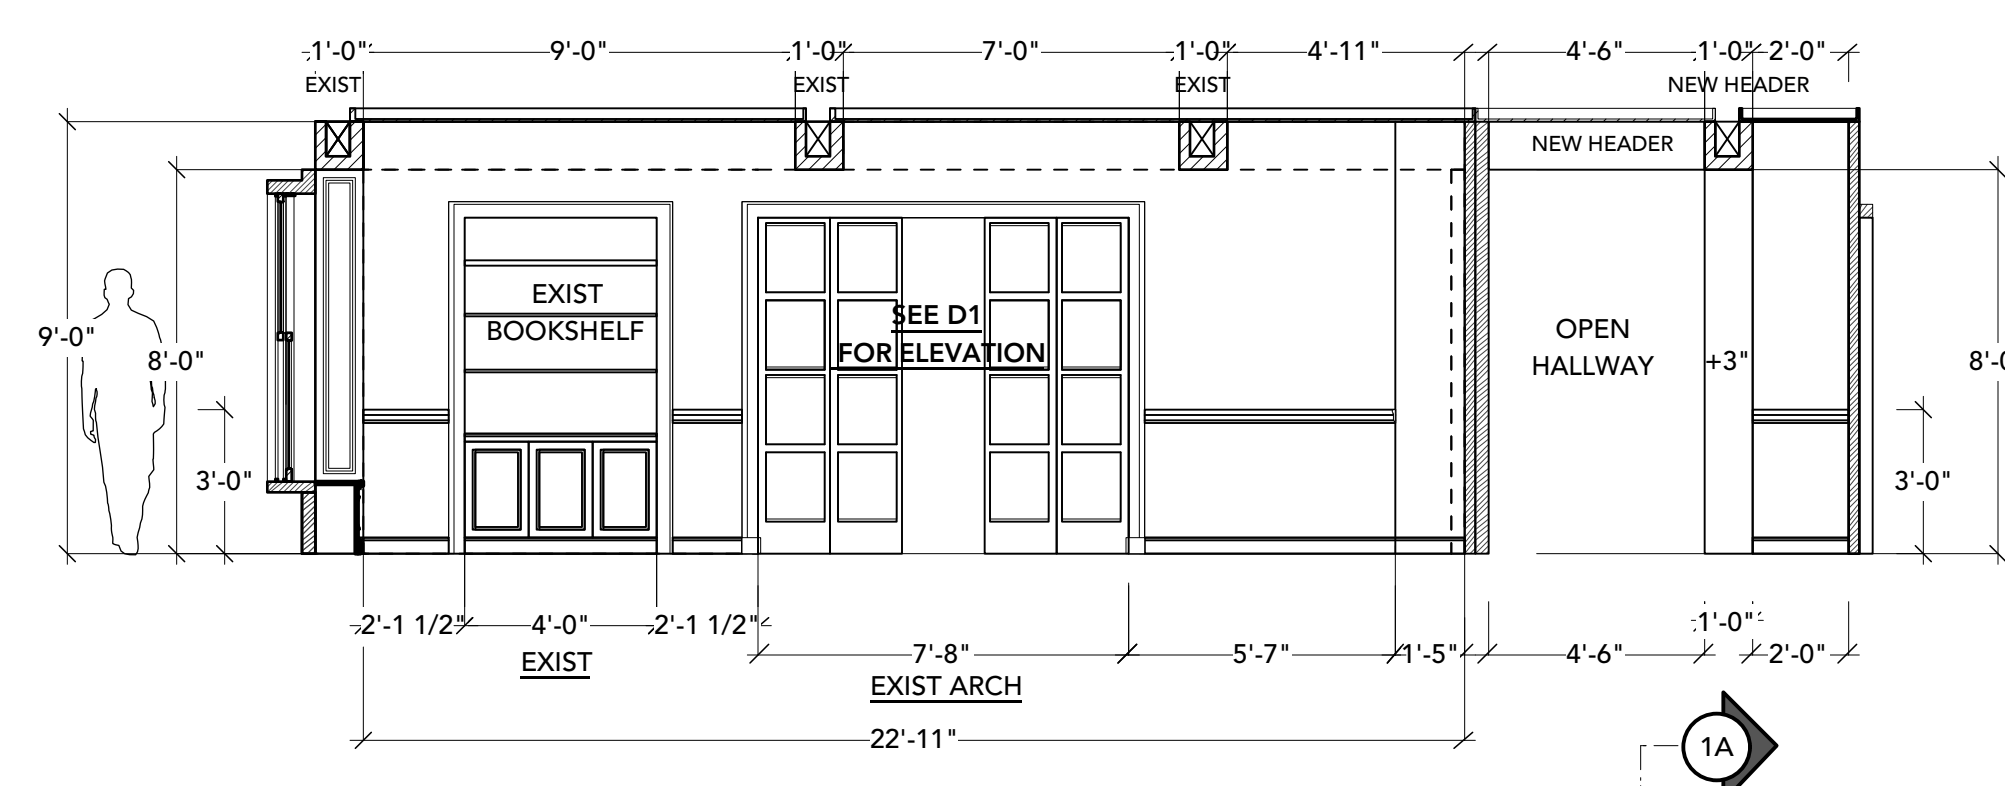 1'-0" 9'-0" 1'-0" 7'-0" 1'-0" 4'-11" 4'-6" 1'-0" 2'-0"
EXIST EXIST EXIST NEW HEADER
NEW HEADER
EXIST
BOOKSHELF
SEE D1
FOR ELEVATION
OPEN
HALLWAY
+3"
9'-0"
8'-0"
3'-0"
8'-0
3'-0"
2'-1 1/2" 4'-0" 2'-1 1/2" 1'-0"
EXIST
7'-8" 5'-7" 1'-5" 4'-6" 2'-0"
EXIST ARCH
22'-11"
1A